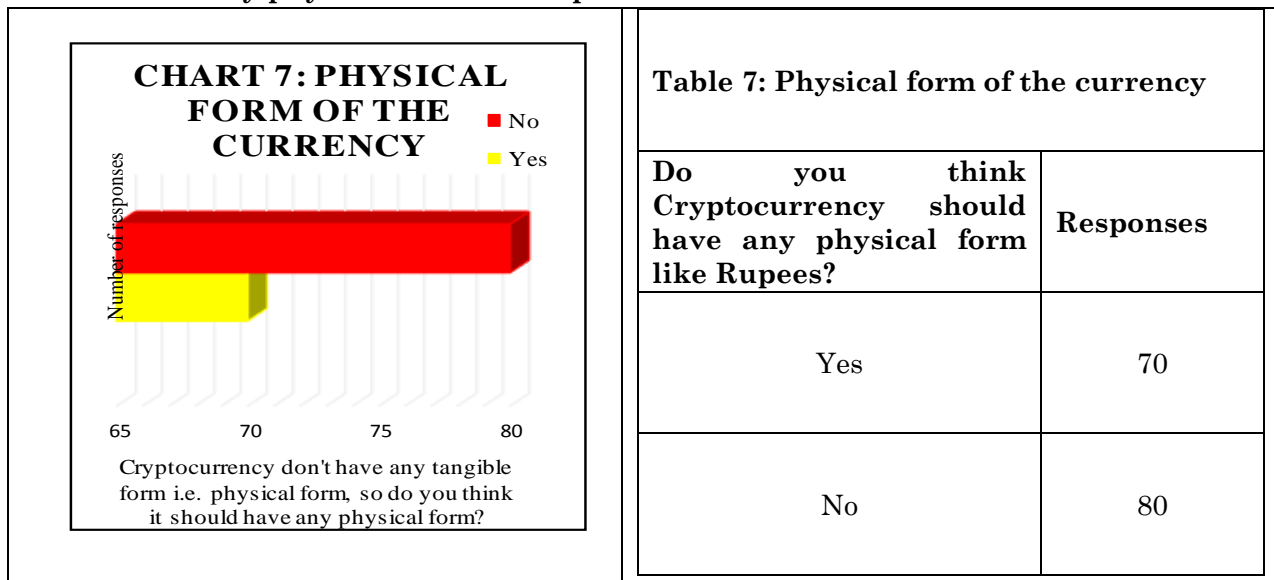 CHART 7: PHYSICAL
FORM OF THE
CURRENCY
No
Yes
Number of responses
65 70 75 80
Cryptocurrency don't have any tangible
form i.e. physical form, so do you think
it should have any physical form?
Table 7: Physical form of the currency
Do you think
Cryptocurrency should
have any physical form
like Rupees?
Responses
Yes 70
No 80